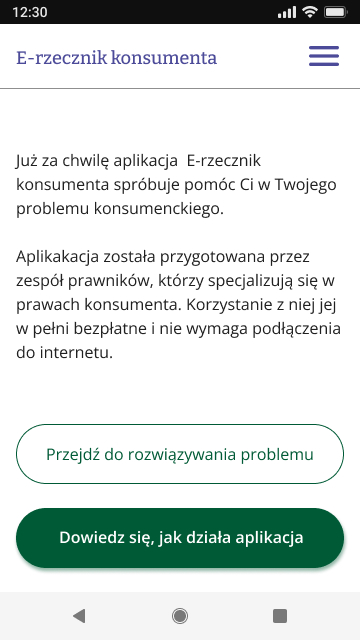 12:30
E-rzecznik konsumenta
Już za chwilę aplikacja  E-rzecznik
konsumenta spróbuje pomóc Ci w Twojego
problemu konsumenckiego.
Aplikakacja została przygotowana przez
zespół prawników, którzy specjalizują się w
prawach konsumenta. Korzystanie z niej jej
w pełni bezpłatne i nie wymaga podłączenia
do internetu.
Przejdź do rozwiązywania problemu
Dowiedz się, jak działa aplikacja